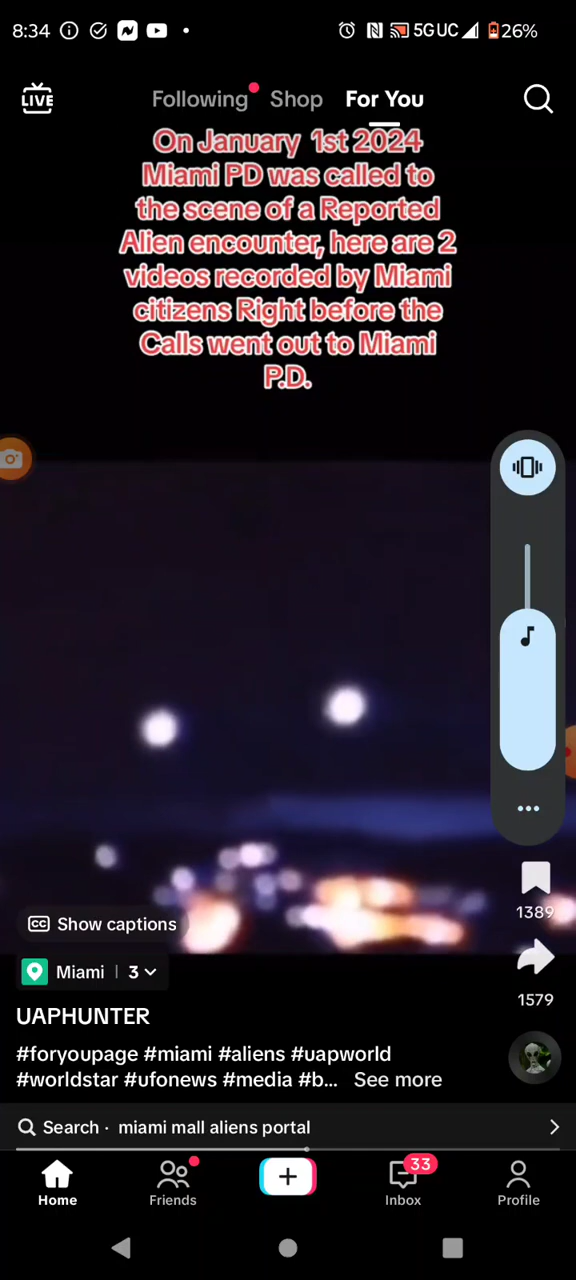 8:34
5G UC
26%
LIVE
Following Shop For You
On January 1st 2024
Miami PD was called to
the scene of a Reported
Alien encounter, here are 2
videos recorded by Miami
citizens Right before the
Calls went out to Miami
P.D.
1389
CC Show captions
Miami | 3
1579
UAPHUNTER
#foryoupage #miami #aliens #uapworld
#worldstar #ufonews #media #b... See more
Search · miami mall aliens portal
33
Home Friends Inbox Profile